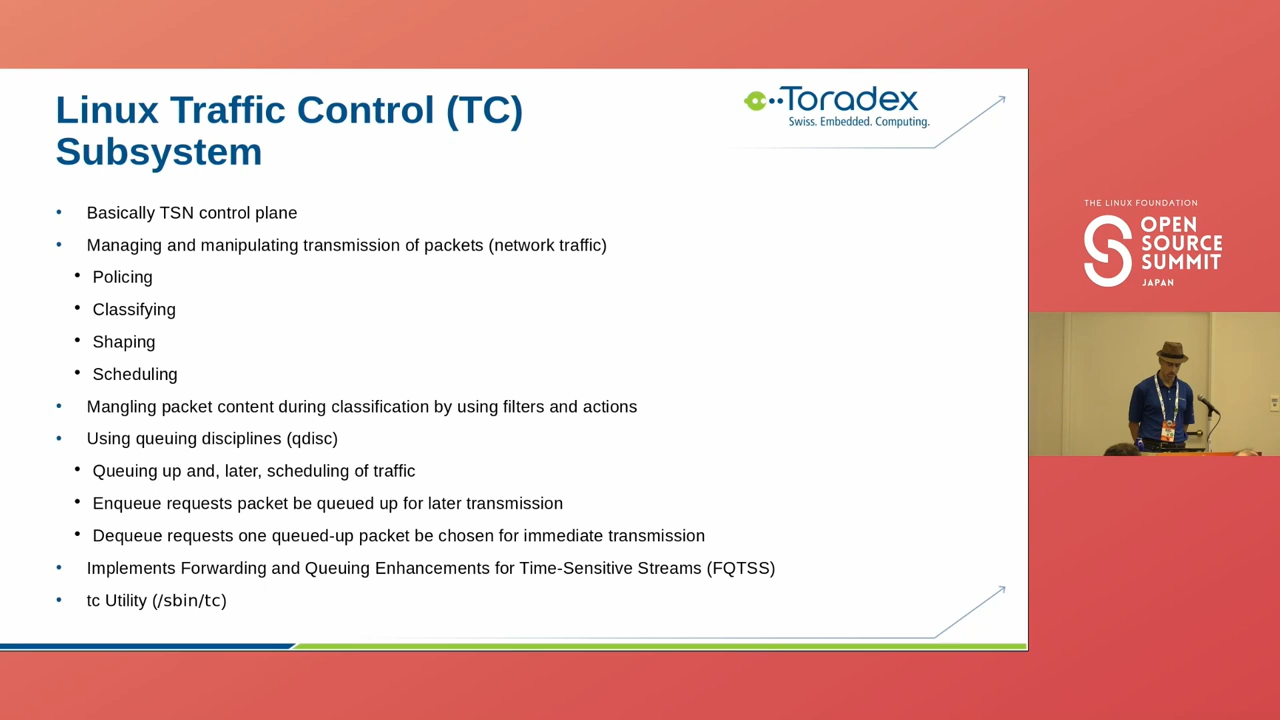 Linux Traffic Control (TC)
Subsystem
Toradex
Swiss. Embedded. Computing.
• Basically TSN control plane
• Managing and manipulating transmission of packets (network traffic)
• Policing
• Classifying
• Shaping
• Scheduling
• Mangling packet content during classification by using filters and actions
• Using queuing disciplines (qdisc)
• Queuing up and, later, scheduling of traffic
• Enqueue requests packet be queued up for later transmission
• Dequeue requests one queued-up packet be chosen for immediate transmission
• Implements Forwarding and Queuing Enhancements for Time-Sensitive Streams (FQTSS)
• tc Utility (/sbin/tc)
THE LINUX FOUNDATION
OPEN
SOURCE
SUMMIT
JAPAN